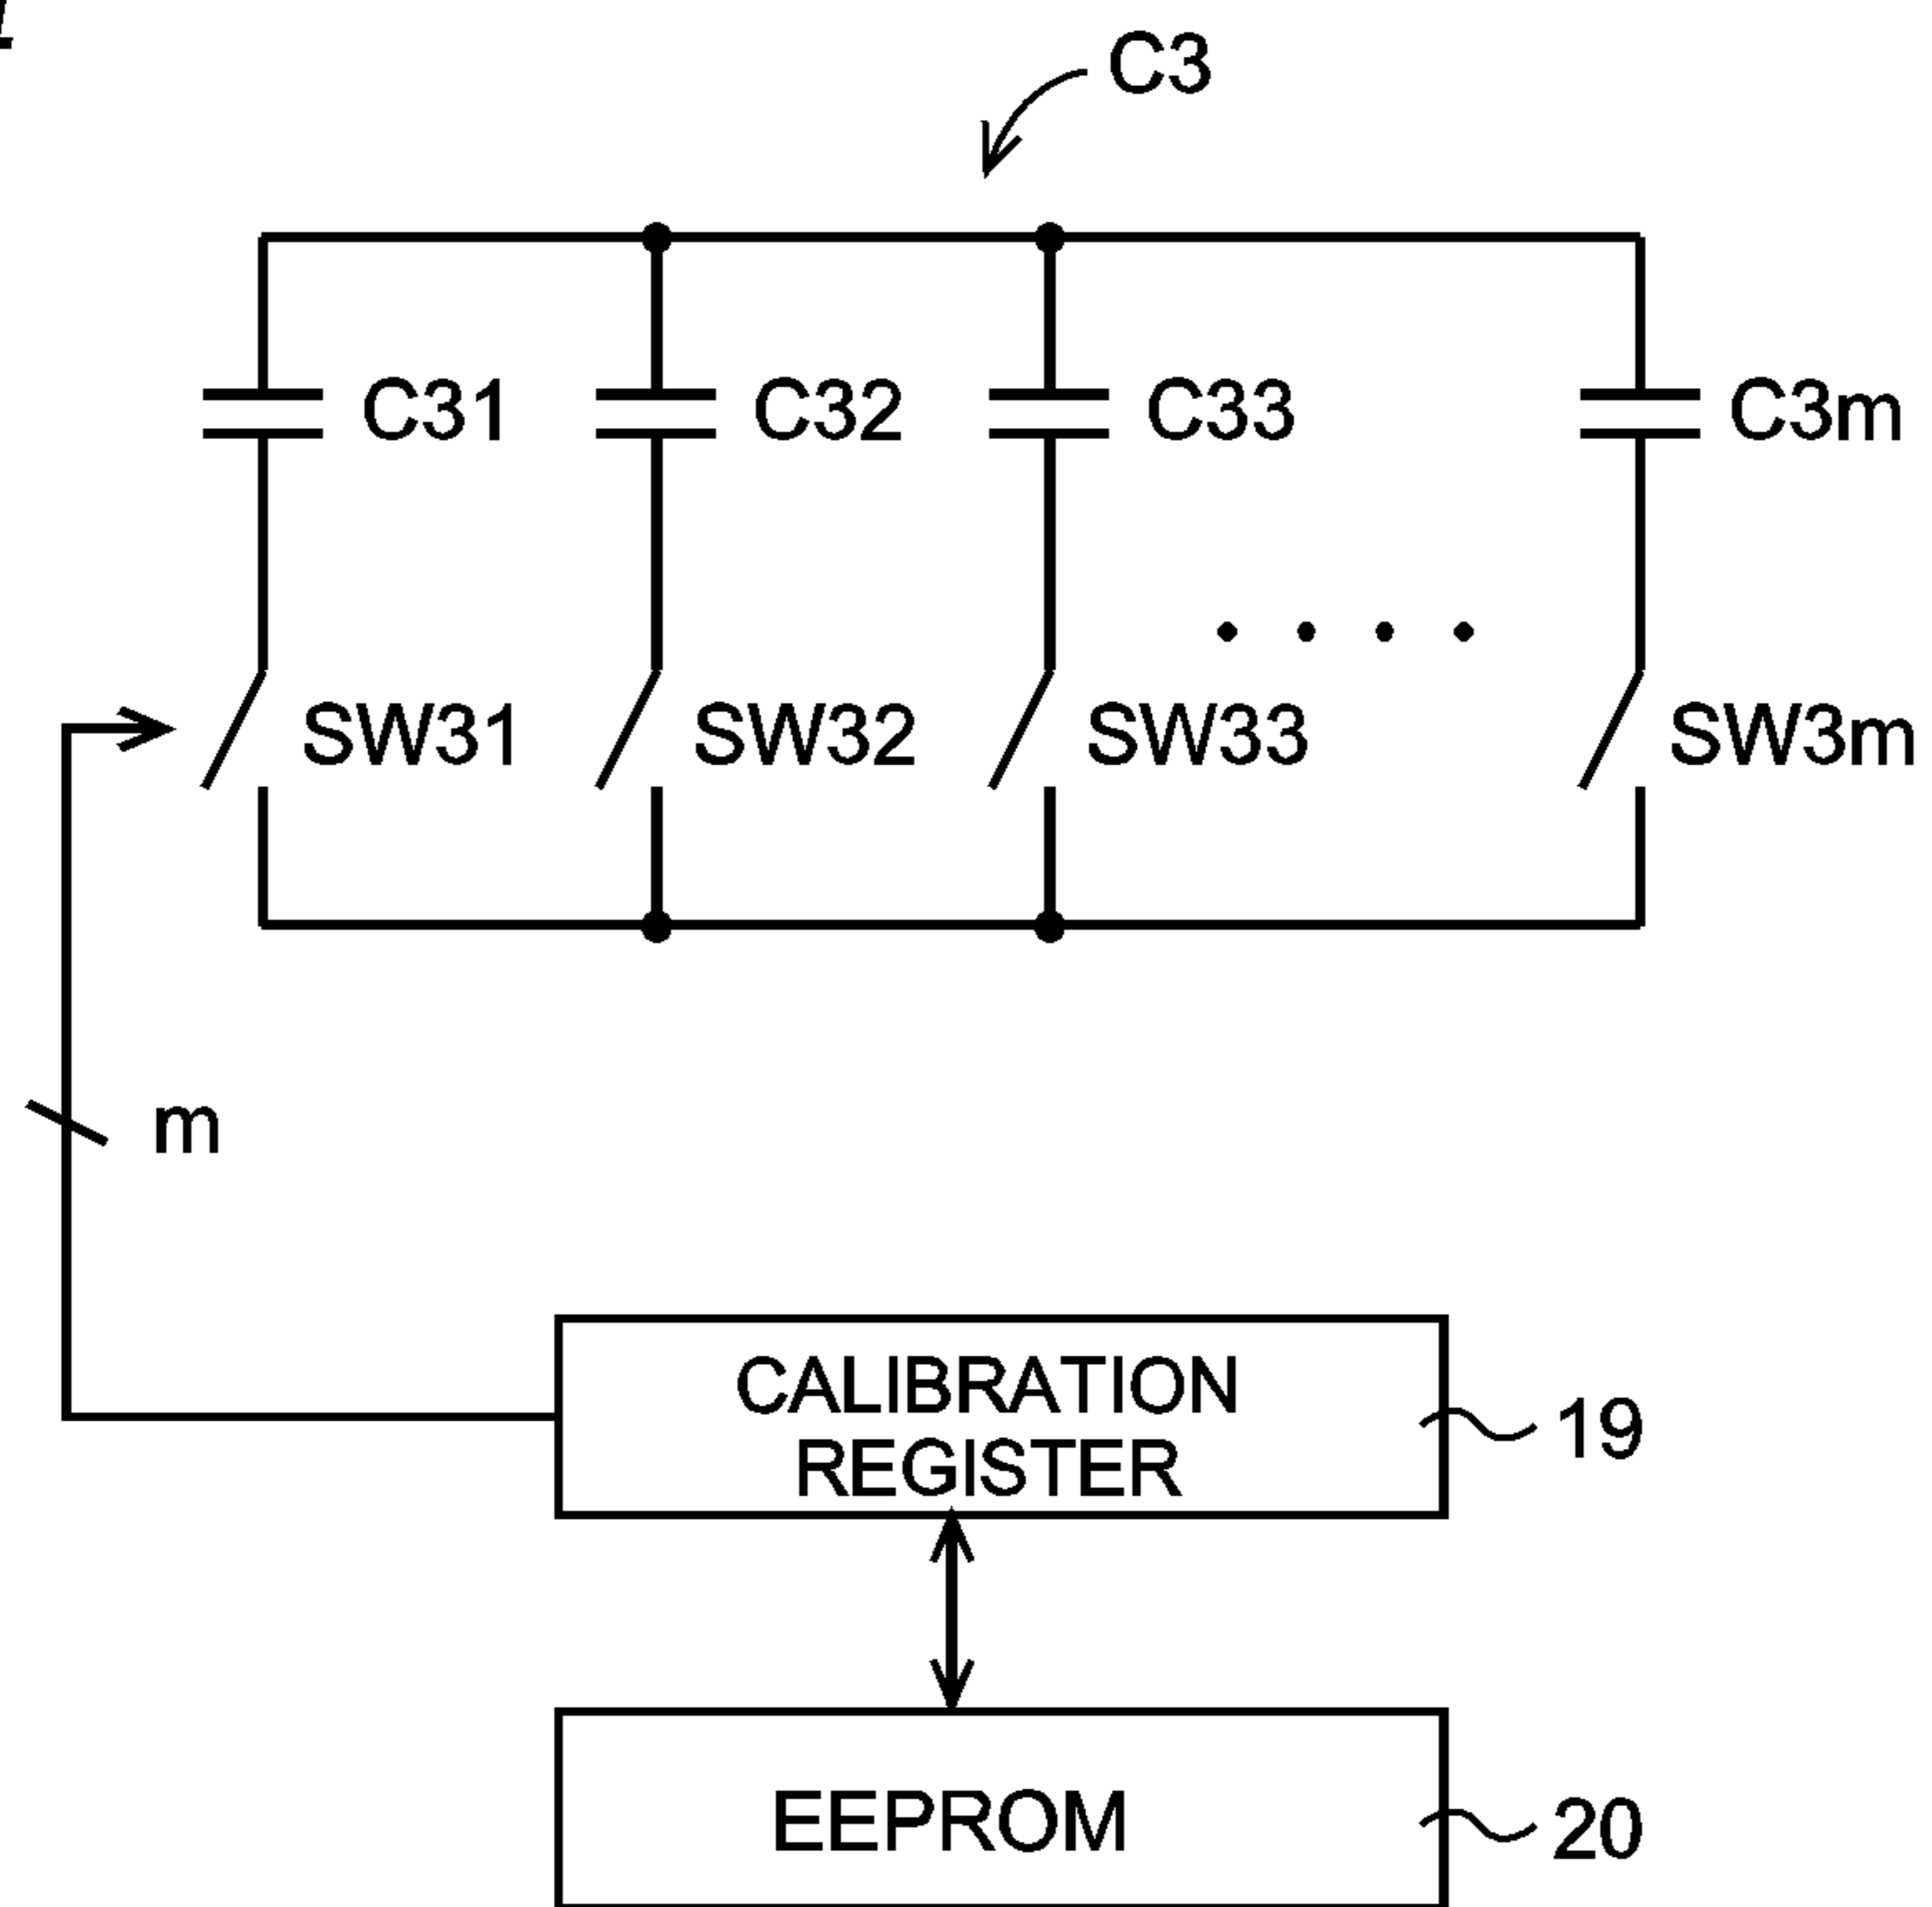 C3
C31 C32 C33 C3m
SW31 SW32 SW33 SW3m
m
CALIBRATION
REGISTER
19
EEPROM
20